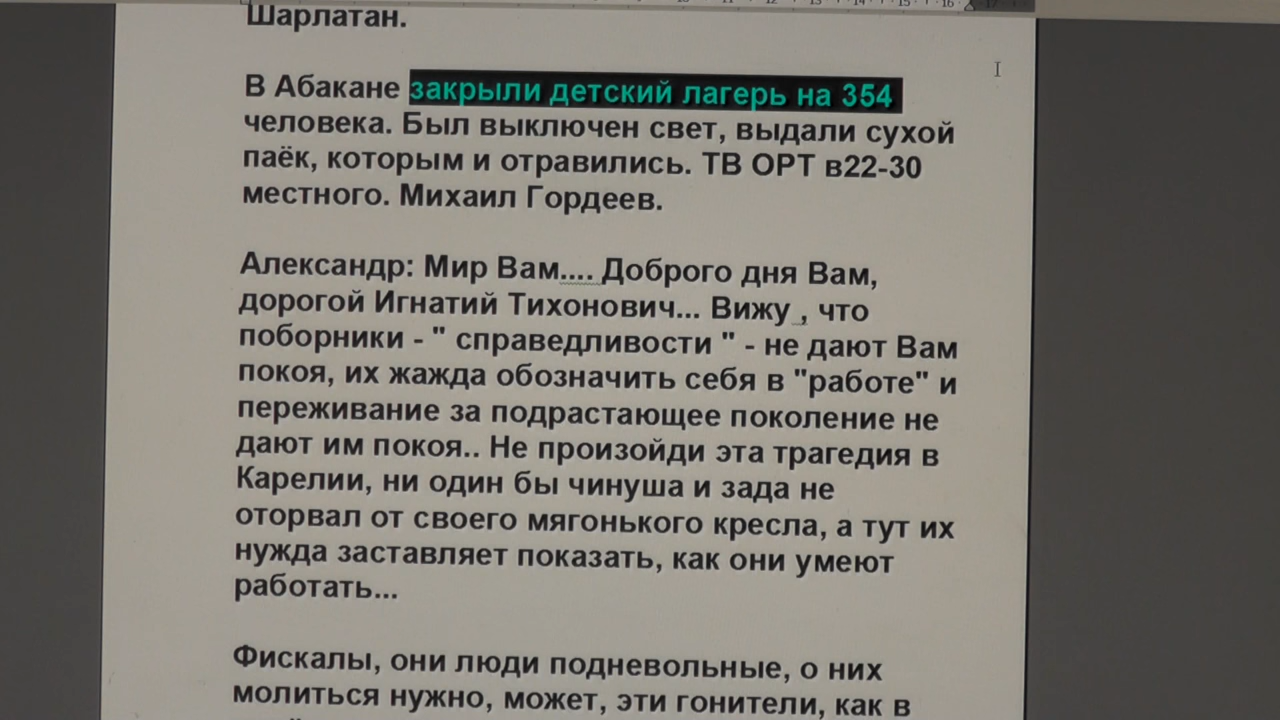 Шарлатан.
В Абакане закрыли детский лагерь на 354
человека. Был выключен свет, выдали сухой
паёк, которым и отравились. ТВ ОРТ в22-30
местного. Михаил Гордеев.
Александр: Мир Вам.... Доброго дня Вам,
дорогой Игнатий Тихонович... Вижу , что
поборники - " справедливости " - не дают Вам
покоя, их жажда обозначить себя в "работе" и
переживание за подрастающее поколение не
дают им покоя.. Не произойди эта трагедия в
Карелии, ни один бы чинуша и зада не
оторвал от своего мягонького кресла, а тут их
нужда заставляет показать, как они умеют
работать...
Фискалы, они люди подневольные, о них
молиться нужно, может, эти гонители, как в